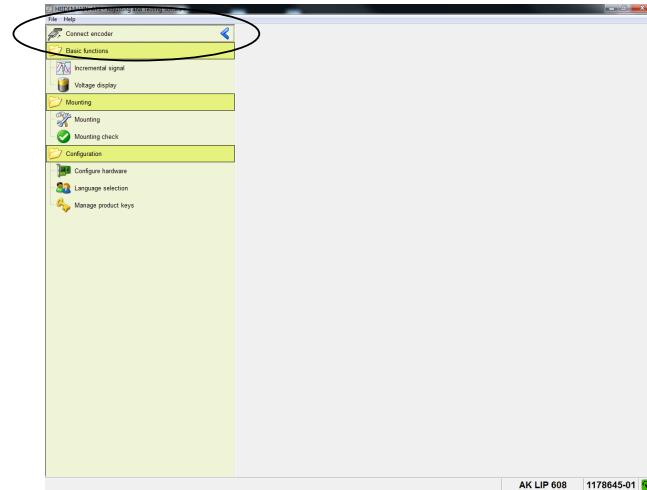 File Help
Connect encoder
Basic functions
Incremental signal
Voltage display
Mounting
Mounting
Mounting check
Configuration
Configure hardware
Language selection
Manage product keys
AK LIP 608 1178645-01